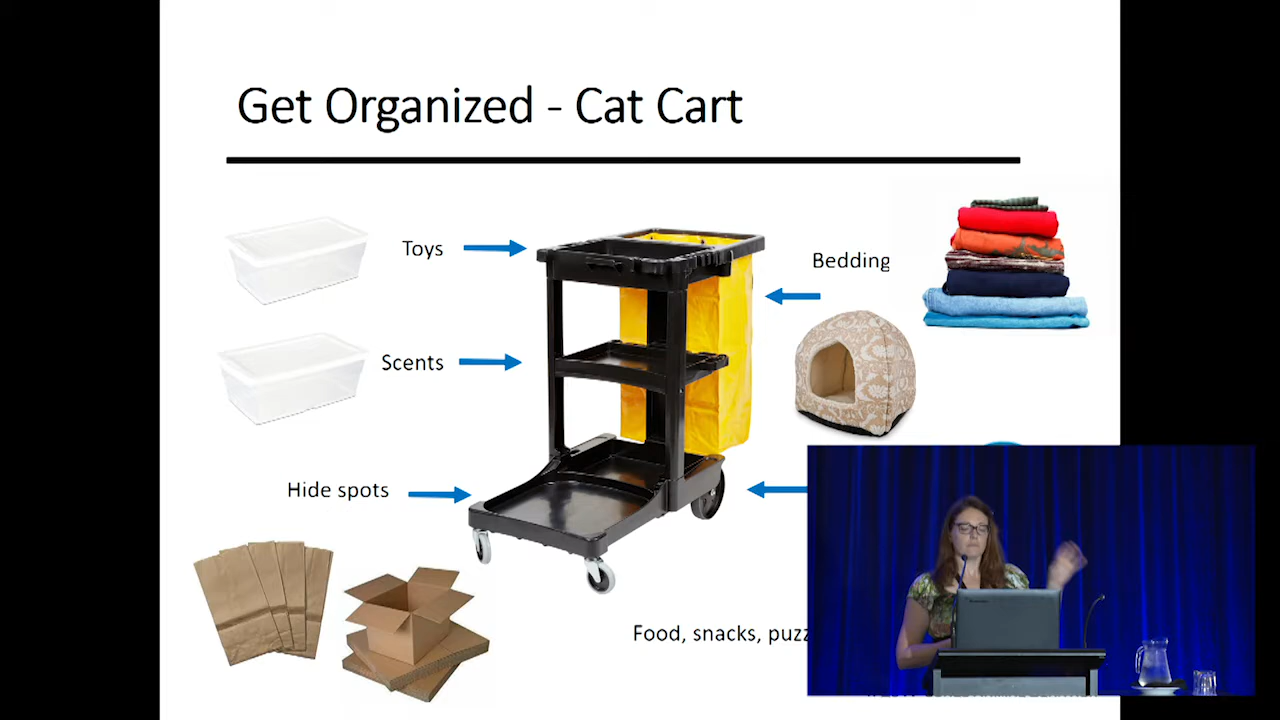 Get Organized - Cat Cart
Toys
Bedding
Scents
Hide spots
Food, snacks,